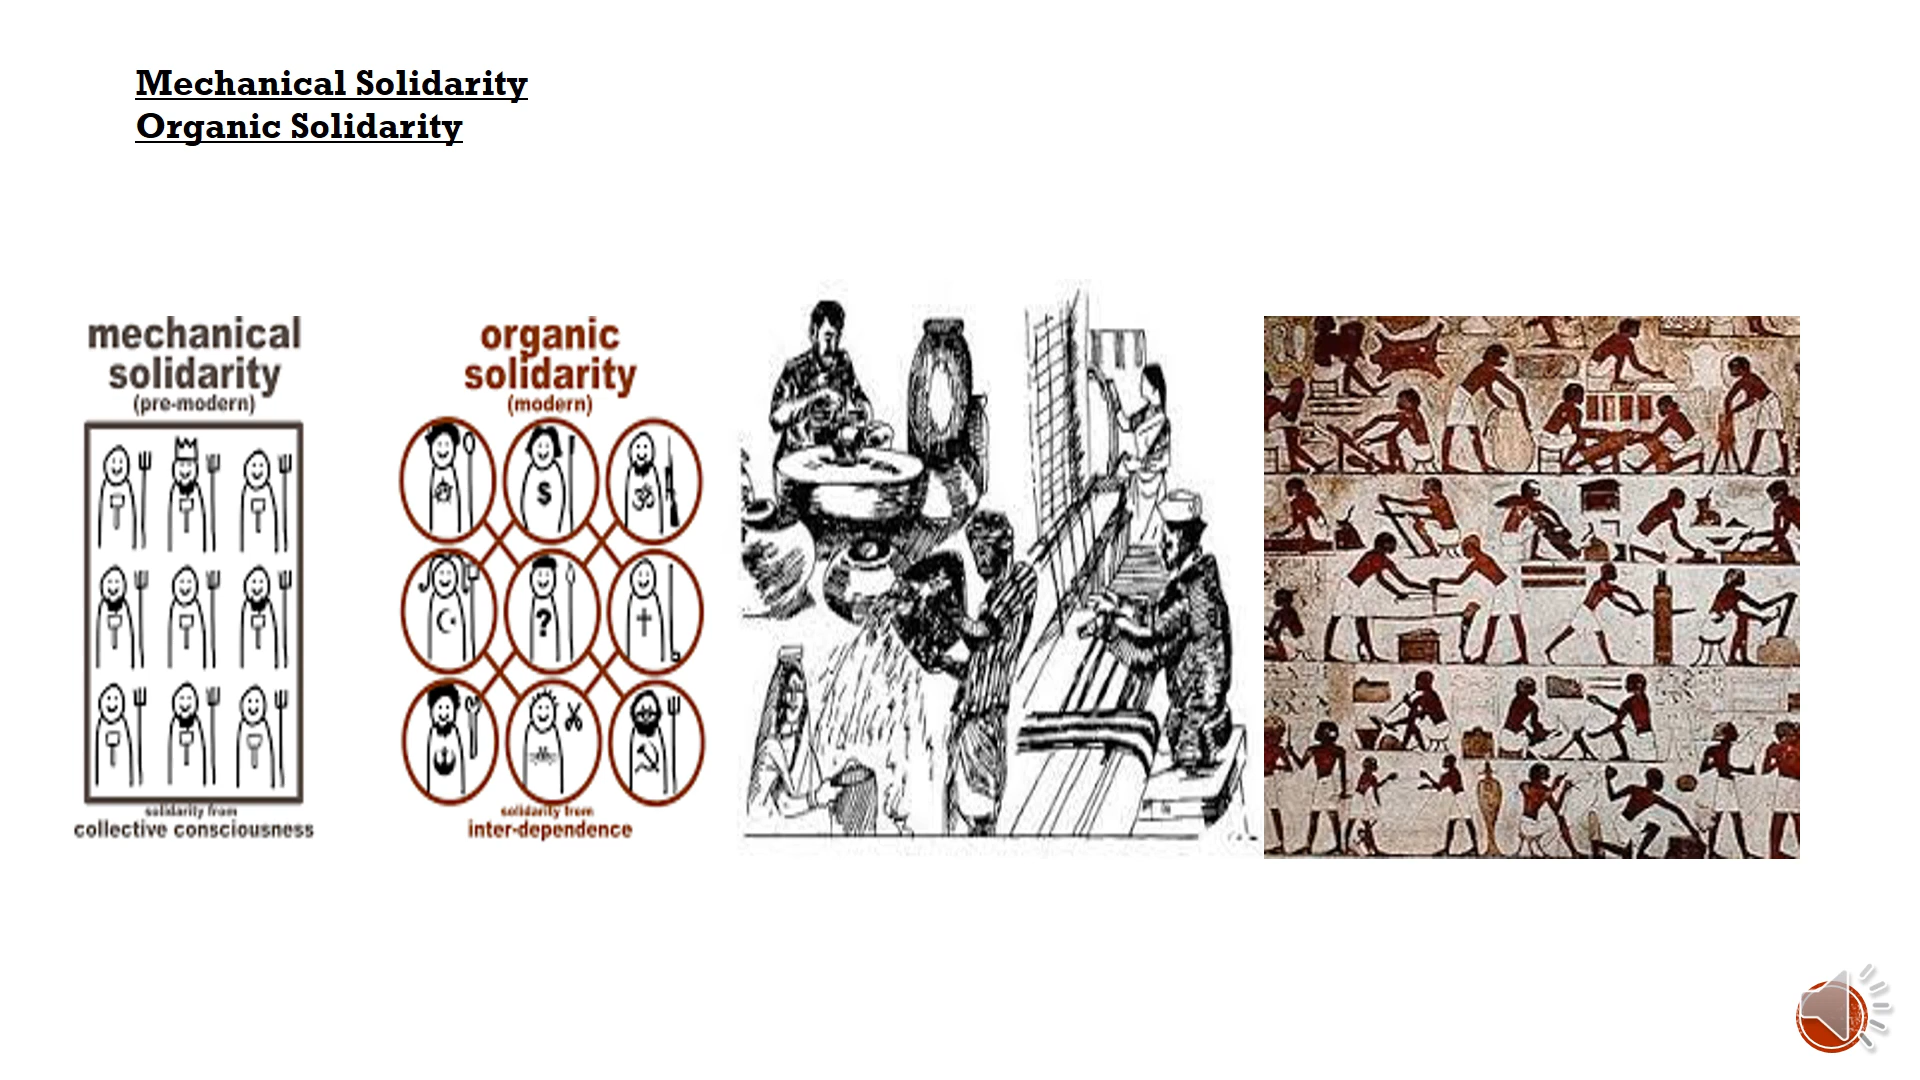 Mechanical Solidarity
Organic Solidarity
mechanical
solidarity
(pre-modern)
solidarity from
collective consciousness
organic
solidarity
(modern)
$
ॐ
?
solidarity from
inter-dependence